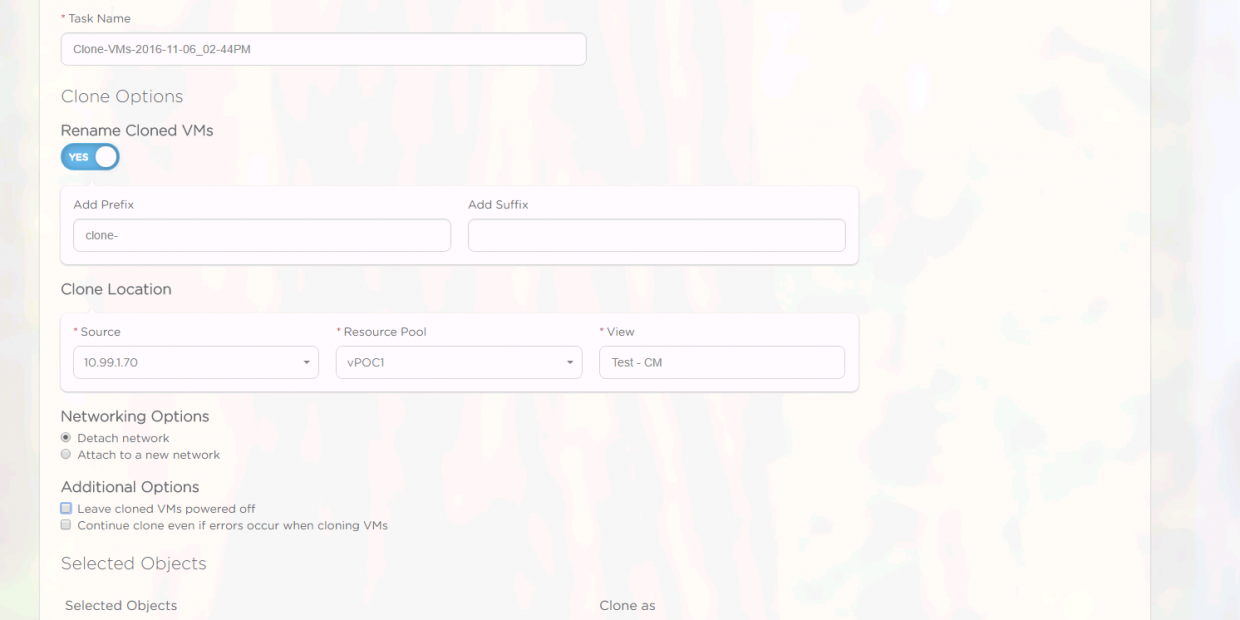 * Task Name
Clone-VMs-2016-11-06_02-44PM
Clone Options
Rename Cloned VMs
YES
Add Prefix Add Suffix
clone-
Clone Location
* Source * Resource Pool * View
10.99.1.70 vPOC1 Test - CM
Networking Options
Detach network
Attach to a new network
Additional Options
Leave cloned VMs powered off
Continue clone even if errors occur when cloning VMs
Selected Objects
Selected Objects Clone as